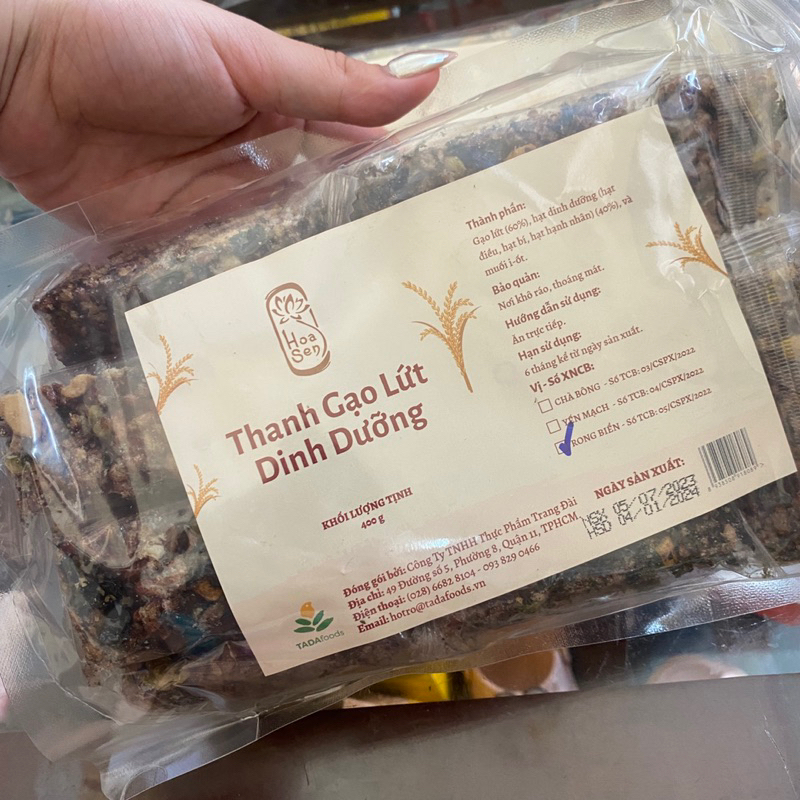 Hoa
Sen
Thanh Gạo Lứt
Dinh Dưỡng
KHỐI LƯỢNG TỊNH
400 g
Thành phần:
Gạo lứt (60%), hạt dinh dưỡng (hạt
điều, hạt bí, hạt hạnh nhân) (40%), và
muối i-ốt.
Bảo quản:
Nơi khô ráo, thoáng mát.
Hướng dẫn sử dụng:
Ăn trực tiếp.
Hạn sử dụng:
6 tháng kể từ ngày sản xuất.
Vị - Số XNCB:
CHÀ BÔNG - Số TCB: 03/CSPX/2022
YẾN MẠCH - Số TCB: 04/CSPX/2022
RONG BIỂN - Số TCB: 05/CSPX/2022
NGÀY SẢN XUẤT:
NSX 05/07/2023
HSD 04/01/2024
Đóng gói bởi: Công Ty TNHH Thực Phẩm Trang Đài
Địa chỉ: 49 Đường số 5, Phường 8, Quận 11, TPHCM
Điện thoại: (028) 6682 8104 - 093 829 0466
Email: hotro@tadafoods.vn
TADAfoods